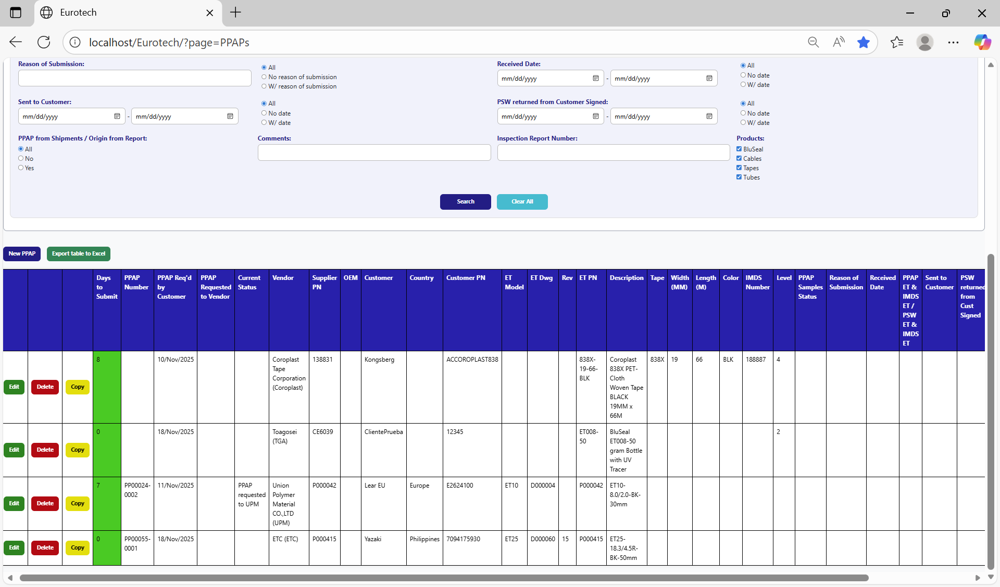 Eurotech
localhost/Eurotech/?page=PPAPs
Reason of Submission:
All
No reason of submission
W/ reason of submission
Received Date:
mm/dd/yyyy - mm/dd/yyyy
All
No date
W/ date
Sent to Customer:
mm/dd/yyyy - mm/dd/yyyy
All
No date
W/ date
PSW returned from Customer Signed:
mm/dd/yyyy - mm/dd/yyyy
All
No date
W/ date
PPAP from Shipments / Origin from Report:
All
No
Yes
Comments:
Inspection Report Number:
Products:
BluSeal
Cables
Tapes
Tubes
Search
Clear All
New PPAP
Export table to Excel
Days
to
Submit
PPAP
Number
PPAP Req'd
by
Customer
PPAP
Requested
to Vendor
Current
Status
Vendor
Supplier
PN
OEM
Customer
Country
Customer PN
ET
Model
ET Dwg
Rev
ET PN
Description
Tape
Width
(MM)
Length
(M)
Color
IMDS
Number
Level
PPAP
Samples
Status
Reason of
Submission
Received
Date
PPAP
ET &
IMDS
ET /
PSW
ET &
IMDS
ET
Sent to
Customer
PSW
returned
from
Cust
Signed
Edit
Delete
Copy
8
10/Nov/2025
Coroplast
Tape
Corporation
(Coroplast)
138831
Kongsberg
ACCOROPLAST838
838X-
19-66-
BLK
Coroplast
838X PET-
Cloth
Woven Tape
BLACK
19MM x
66M
838X
19
66
BLK
188887
4
Edit
Delete
Copy
0
18/Nov/2025
Toagosei
(TGA)
CE6039
ClientePrueba
12345
ET008-
50
BluSeal
ET008-50
gram Bottle
with UV
Tracer
2
Edit
Delete
Copy
7
PP00024-
0002
11/Nov/2025
PPAP
requested
to UPM
Union
Polymer
Material
CO.,LTD
(UPM)
P000042
Lear EU
Europe
E2624100
ET10
D000004
P000042
ET10-
8.0/2.0-BK-
30mm
Edit
Delete
Copy
0
PP00055-
0001
18/Nov/2025
ETC (ETC)
P000415
Yazaki
Philippines
7094175930
ET25
D000060
15
P000415
ET25-
18.3/4.5R-
BK-50mm